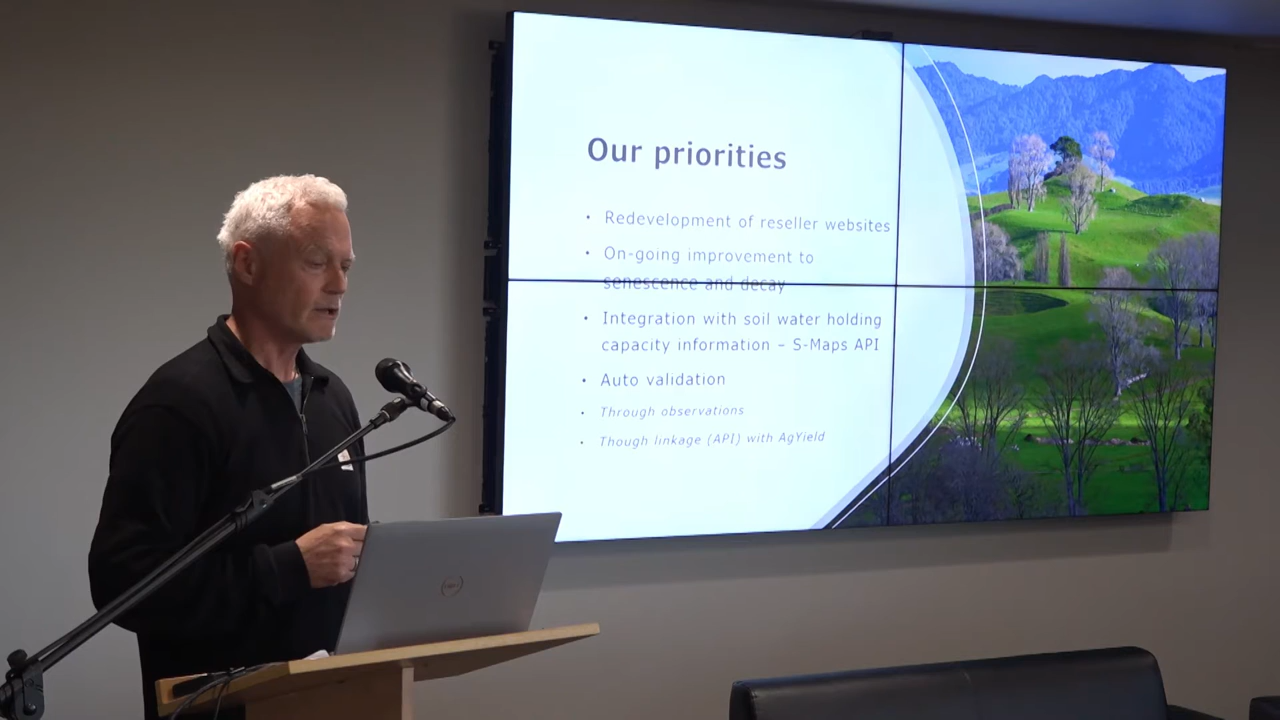 Our priorities
• Redevelopment of reseller websites
• On-going improvement to
senescence and decay
• Integration with soil water holding
capacity information – S-Maps API
• Auto validation
• Through observations
• Though linkage (API) with AgYield
DELL